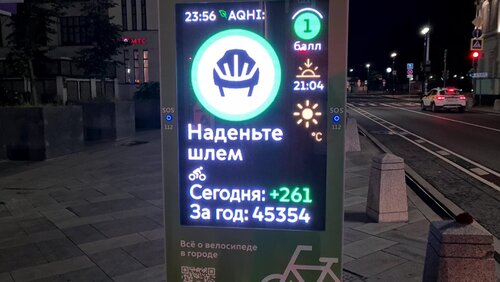 МТС
23:56 AQHI:
1
балл
21:04
°C
SOS
112
SOS
112
Наденьте
шлем
Сегодня: +261
За год: 45354
Всё о велосипеде
в городе